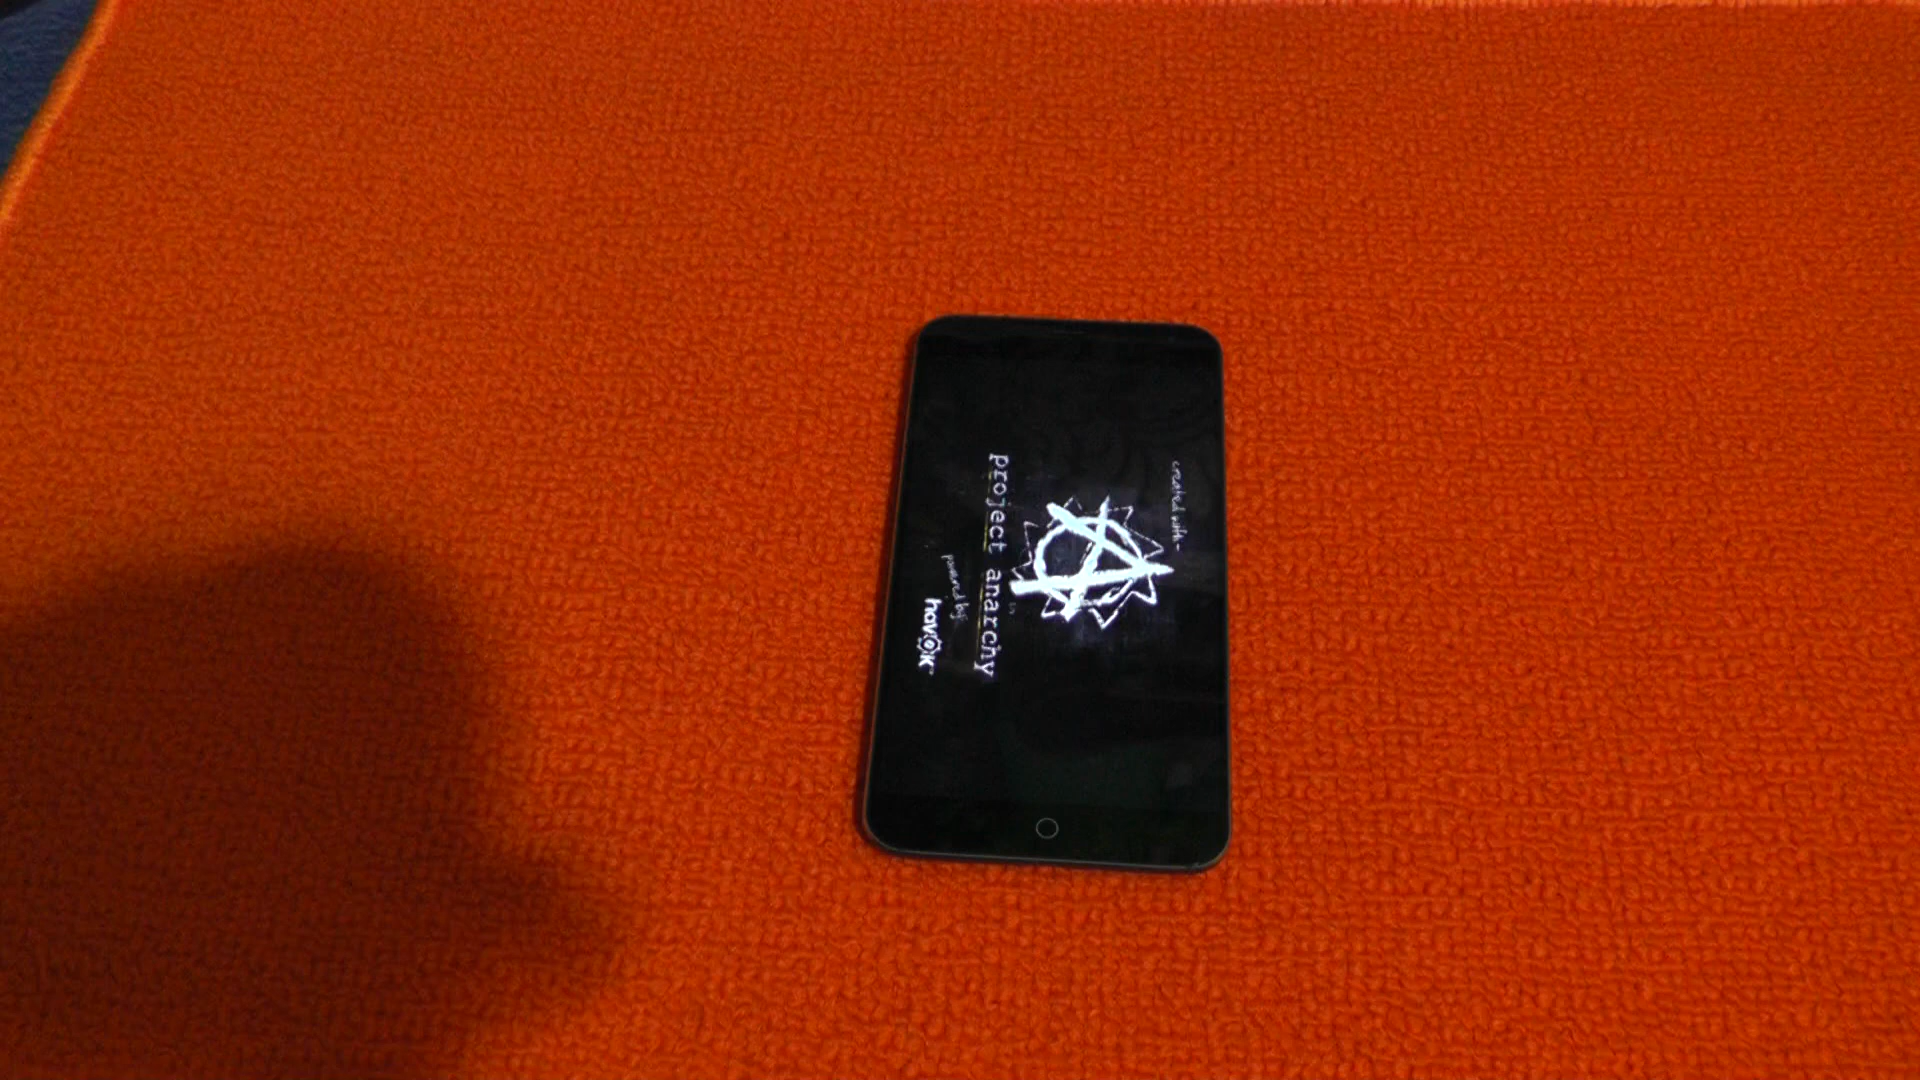 created with-
project anarchy
powered by
havok